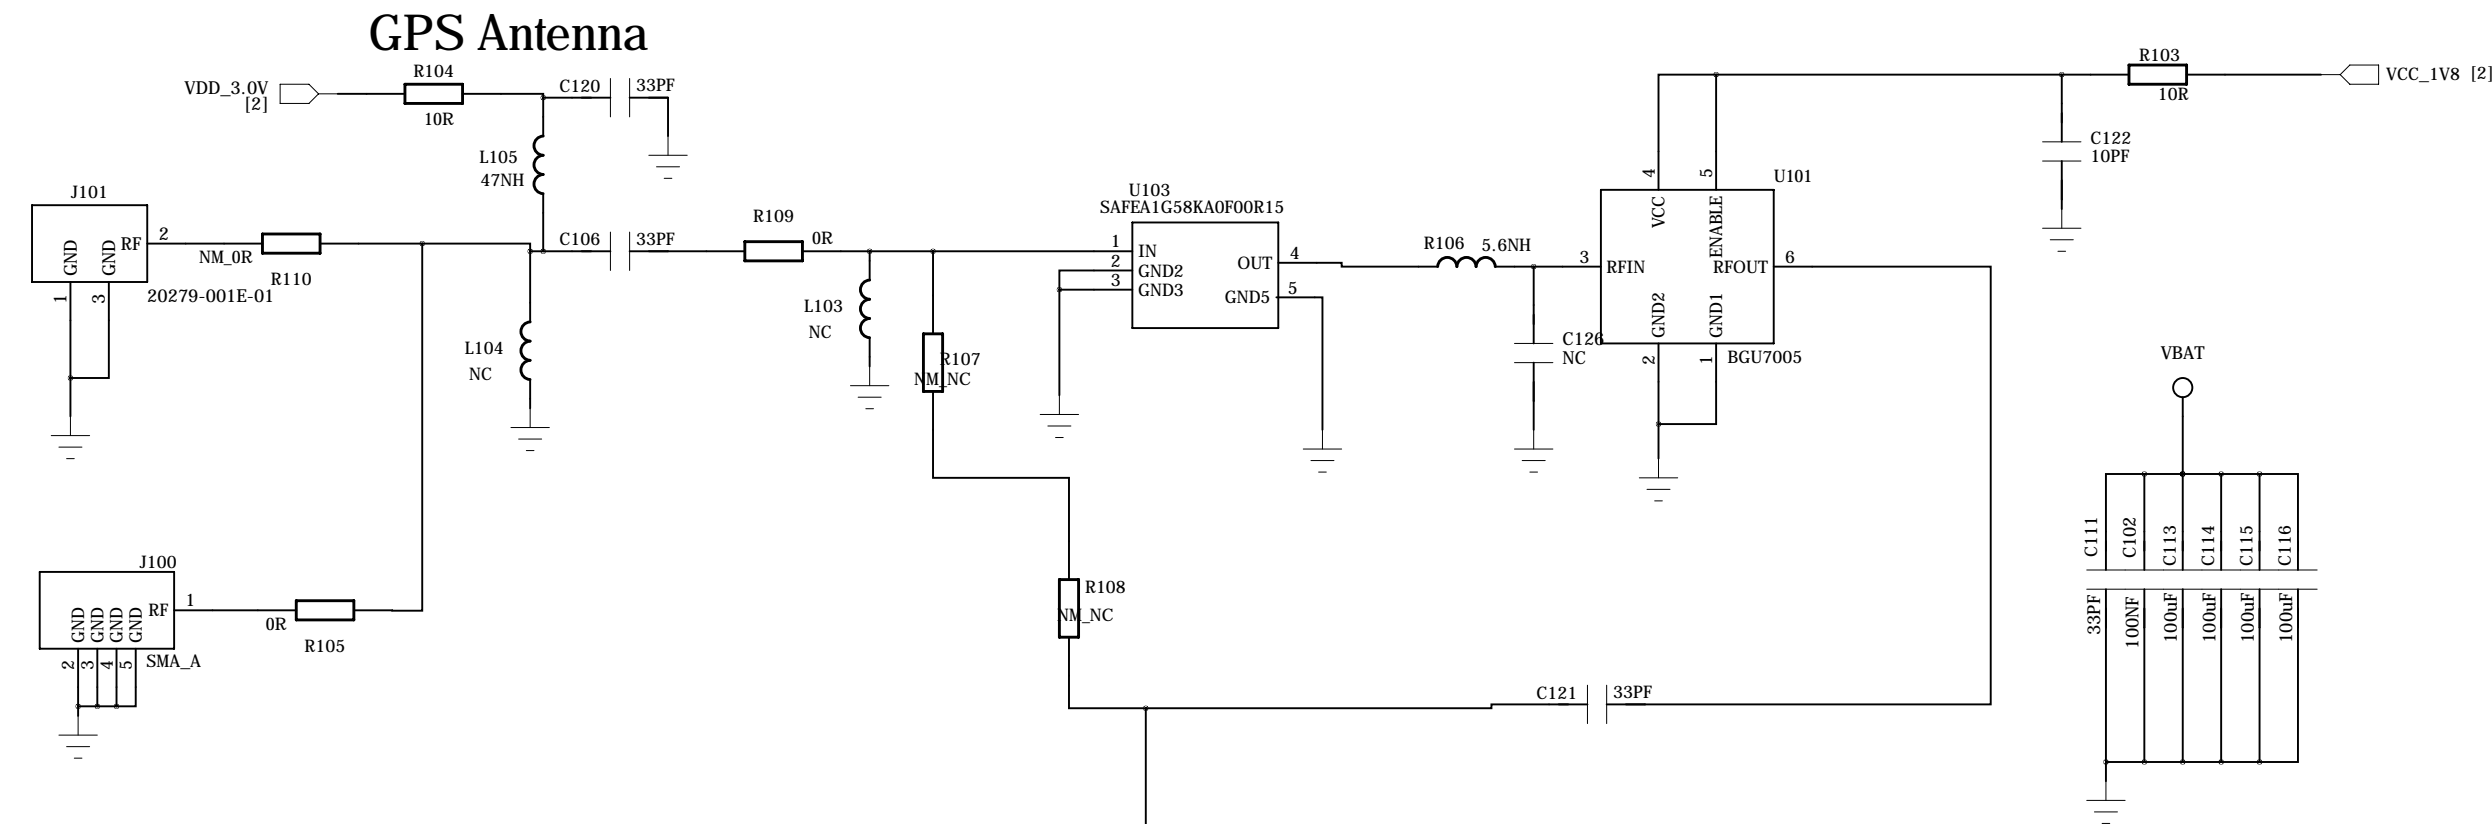 GPS Antenna
R104
VDD_3.0V
[2]
10R
C120
33PF
L105
47NH
R103
10R
VCC_1V8 [2]
C122
10PF
J101
RF
2
GND
GND
1
3
NM_0R
R110
20279-001E-01
C106
33PF
R109
0R
L104
NC
L103
NC
R107
NM_NC
U103
SAFEA1G58KA0F00R15
1
2
3
IN
GND2
GND3
OUT
GND5
4
5
R106
5.6NH
C126
NC
U101
4
5
VCC
ENABLE
3
RFIN
RFOUT
6
GND2
GND1
2
1
BGU7005
VBAT
C111
C102
C113
C114
C115
C116
33PF
100NF
100uF
100uF
100uF
100uF
J100
RF
1
GND
GND
GND
GND
2
3
4
5
SMA_A
0R
R105
R108
NM_NC
C121
33PF